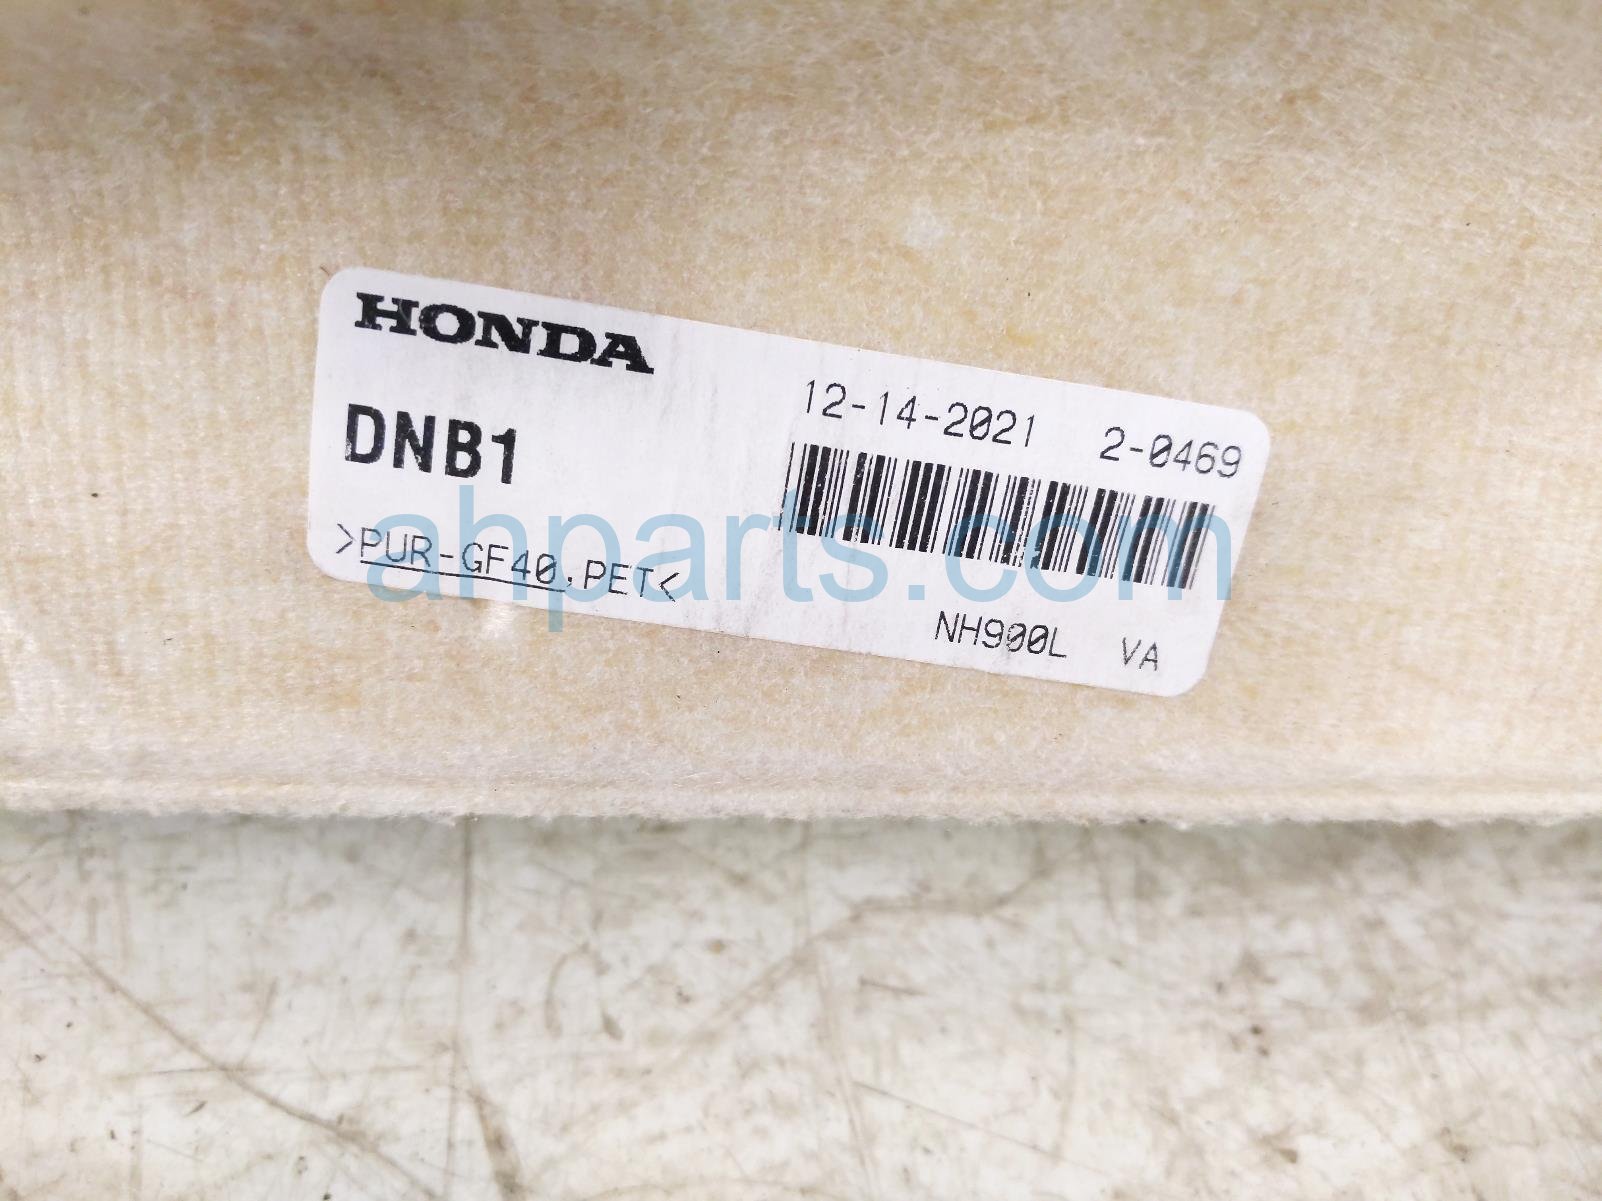 HONDA
12-14-2021 2-0469
DNB1
>PUR-GF40,PET<
NH900L VA
ahparts.com